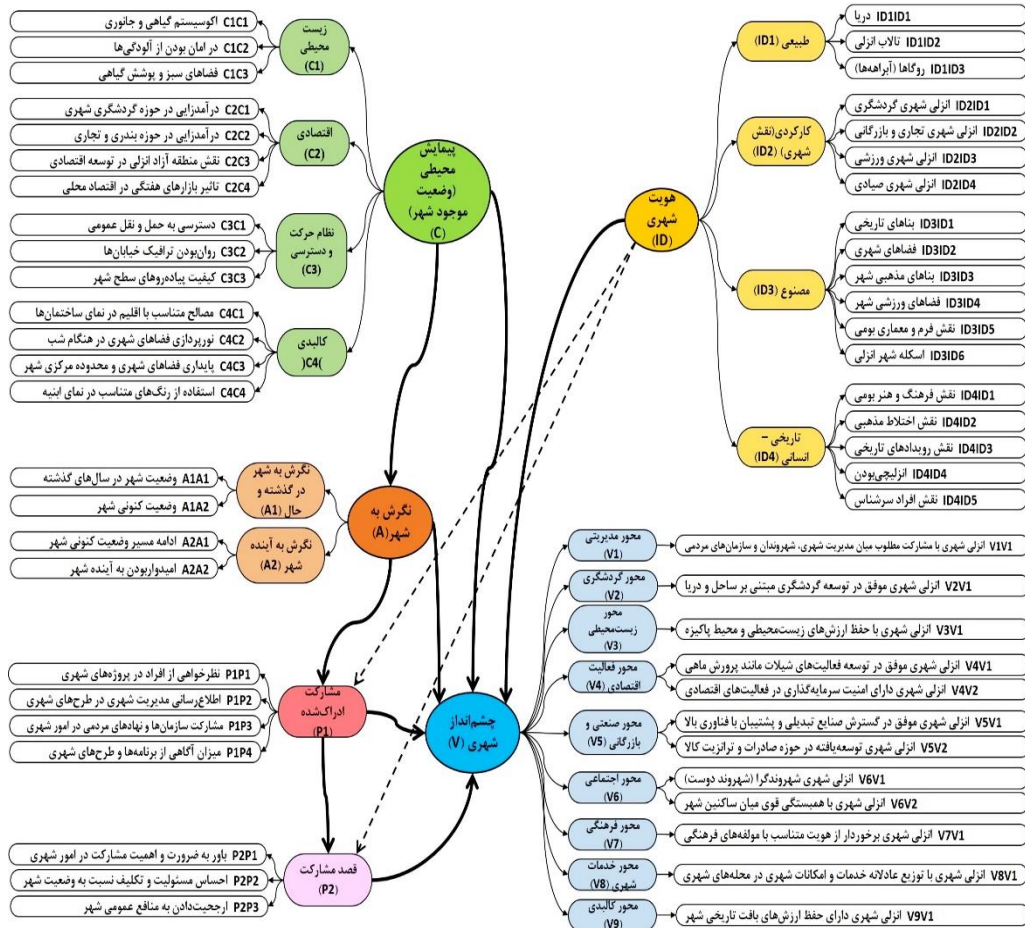 هویت
شهری
(ID)
طبیعی (ID1)
ID1ID1 دریا
ID1ID2 تالاب انزلی
ID1ID3 روگاها (آبراهه‌ها)
کارکردی(نقش
شهری) (ID2)
ID2ID1 انزلی شهری گردشگری
ID2ID2 انزلی شهری تجاری و بازرگانی
ID2ID3 انزلی شهری ورزشی
ID2ID4 انزلی شهری صیادی
مصنوع (ID3)
ID3ID1 بناهای تاریخی
ID3ID2 فضاهای شهری
ID3ID3 بناهای مذهبی شهر
ID3ID4 فضاهای ورزشی شهر
ID3ID5 نقش فرم و معماری بومی
ID3ID6 اسکله شهر انزلی
تاریخی –
انسانی (ID4)
ID4ID1 نقش فرهنگ و هنر بومی
ID4ID2 نقش اختلاط مذهبی
ID4ID3 نقش رویدادهای تاریخی
ID4ID4 انزلیچی‌بودن
ID4ID5 نقش افراد سرشناس
پیمایش
محیطی
(وضعیت
موجود شهر)
(C)
زیست
محیطی
(C1)
C1C1 اکوسیستم گیاهی و جانوری
C1C2 در امان بودن از آلودگی‌ها
C1C3 فضاهای سبز و پوشش گیاهی
اقتصادی
(C2)
C2C1 درآمدزایی در حوزه گردشگری شهری
C2C2 درآمدزایی در حوزه بندری و تجاری
C2C3 نقش منطقه آزاد انزلی در توسعه اقتصادی
C2C4 تاثیر بازارهای هفتگی در اقتصاد محلی
نظام حرکت
و دسترسی
(C3)
C3C1 دسترسی به حمل و نقل عمومی
C3C2 روان‌بودن ترافیک خیابان‌ها
C3C3 کیفیت پیاده‌روهای سطح شهر
کالبدی
)C4(
C4C1 مصالح متناسب با اقلیم در نمای ساختمان‌ها
C4C2 نورپردازی فضاهای شهری در هنگام شب
C4C3 پایداری فضاهای شهری و محدوده مرکزی شهر
C4C4 استفاده از رنگ‌های متناسب در نمای ابنیه
نگرش به
شهر(A)
نگرش به شهر
در گذشته و
حال (A1)
A1A1 وضعیت شهر در سال‌های گذشته
A1A2 وضعیت کنونی شهر
نگرش به آینده
شهر (A2)
A2A1 ادامه مسیر وضعیت کنونی شهر
A2A2 امیدواربودن به آینده شهر
مشارکت
ادراک‌شده
(P1)
P1P1 نظرخواهی از افراد در پروژه‌های شهری
P1P2 اطلاع‌رسانی مدیریت شهری در طرح‌های شهری
P1P3 مشارکت سازمان‌ها و نهادهای مردمی در امور شهری
P1P4 میزان آگاهی از برنامه‌ها و طرح‌های شهری
قصد مشارکت
(P2)
P2P1 باور به ضرورت و اهمیت مشارکت در امور شهری
P2P2 احساس مسئولیت و تکلیف نسبت به وضعیت شهر
P2P3 ارجحیت‌دادن به منافع عمومی شهر
چشم‌انداز
شهری (V)
محور مدیریتی
(V1)
V1V1 انزلی شهری با مشارکت مطلوب میان مدیریت شهری، شهروندان و سازمان‌های مردمی
محور گردشگری
(V2)
V2V1 انزلی شهری موفق در توسعه گردشگری مبتنی بر ساحل و دریا
محور
زیست‌محیطی
(V3)
V3V1 انزلی شهری با حفظ ارزش‌های زیست‌محیطی و محیط پاکیزه
محور فعالیت
اقتصادی (V4)
V4V1 انزلی شهری موفق در توسعه فعالیت‌های شیلات مانند پرورش ماهی
V4V2 انزلی شهری دارای امنیت سرمایه‌گذاری در فعالیت‌های اقتصادی
محور صنعتی و
بازرگانی (V5)
V5V1 انزلی شهری موفق در گسترش صنایع تبدیلی و پشتیبان با فناوری بالا
V5V2 انزلی شهری توسعه‌یافته در حوزه صادرات و ترانزیت کالا
محور اجتماعی
(V6)
V6V1 انزلی شهری شهروندگرا (شهروند دوست)
V6V2 انزلی شهری با همبستگی قوی میان ساکنین شهر
محور فرهنگی
(V7)
V7V1 انزلی شهری برخوردار از هویت متناسب با مولفه‌های فرهنگی
محور خدمات
شهری (V8)
V8V1 انزلی شهری با توزیع عادلانه خدمات و امکانات شهری در محله‌های شهری
محور کالبدی
(V9)
V9V1 انزلی شهری دارای حفظ ارزش‌های بافت تاریخی شهر